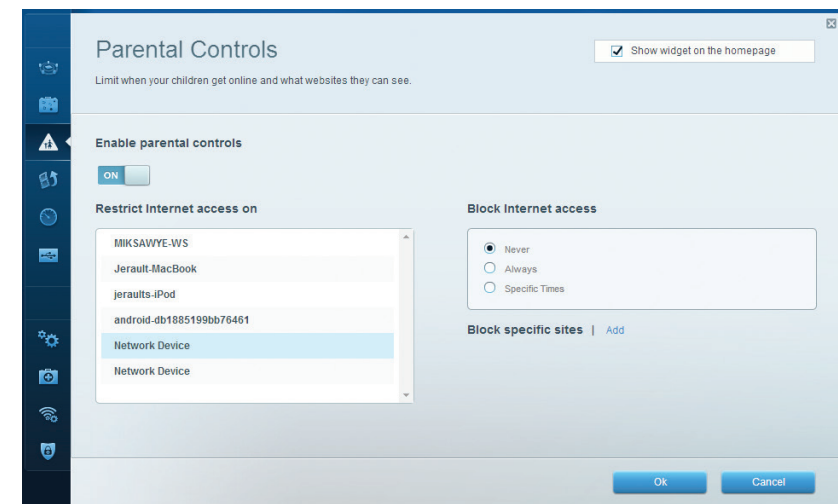 Parental Controls
Show widget on the homepage
Limit when your children get online and what websites they can see.
Enable parental controls
ON
Restrict Internet access on
MIKSAWYE-WS
Jerault-MacBook
jeraults-iPod
android-db1885199bb76461
Network Device
Network Device
Block Internet access
Never
Always
Specific Times
Block specific sites | Add
Ok
Cancel